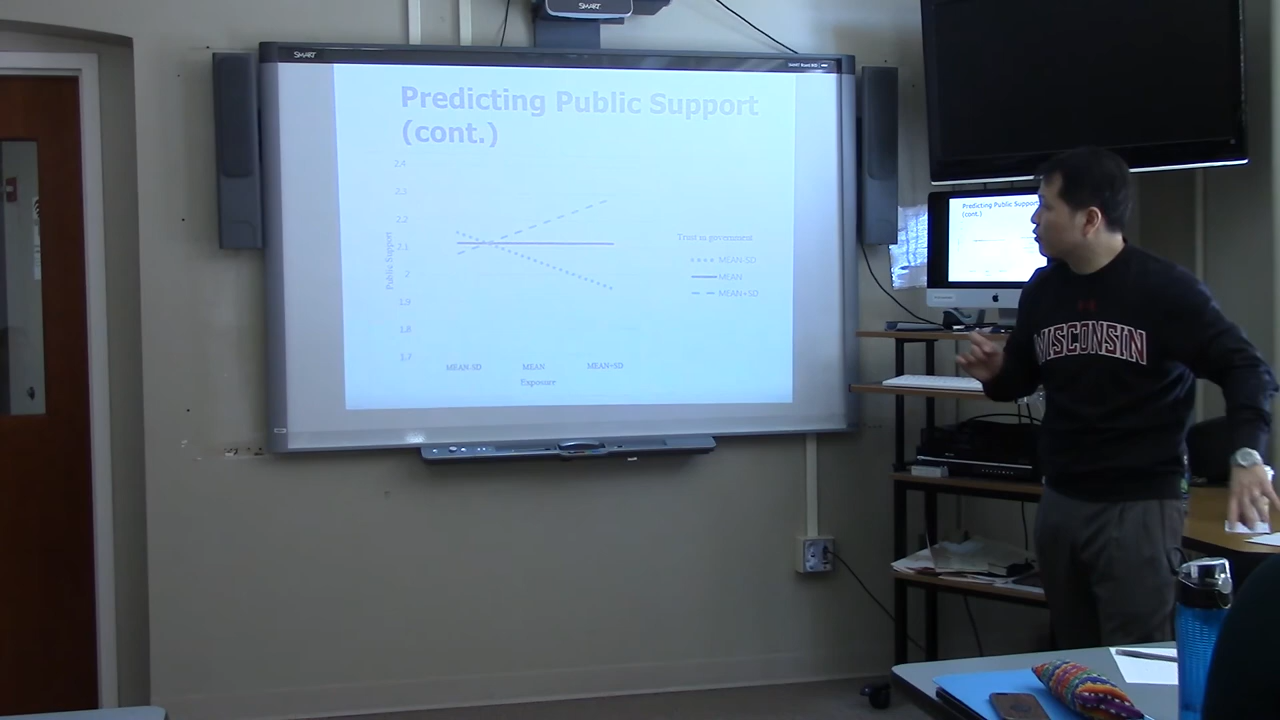 SMART
SMART
Predicting Public Support
(cont.)
2.4
2.3
2.2
2.1
2
1.9
1.8
1.7
Public Support
MEAN-SD
MEAN
MEAN+SD
Exposure
Trust in government
MEAN-SD
MEAN
MEAN+SD
Predicting Public Support
(cont.)
WISCONSIN